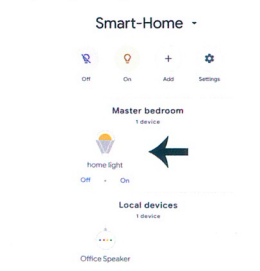 Smart-Home
Off On Add Settings
Master bedroom
1 device
home light
Off • On
Local devices
1 device
Office Speaker